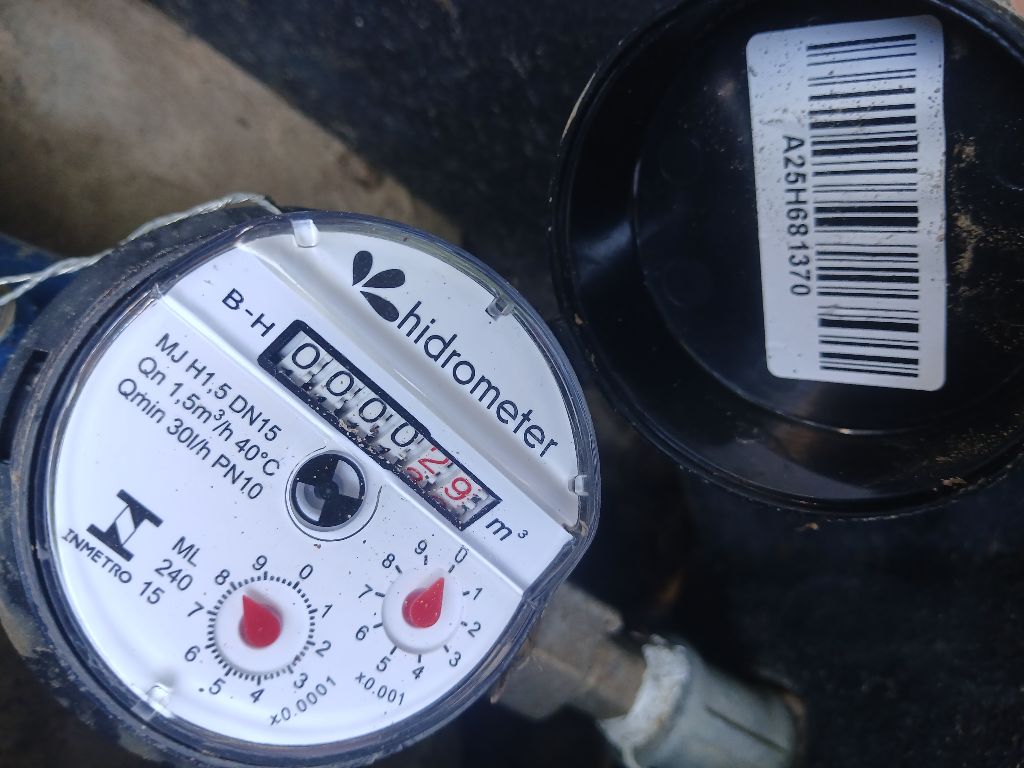 hidrometer
B-H
000029 m³
MJ H1,5 DN15
Qn 1,5m³/h 40°C
Qmin 30l/h PN10
INMETRO
ML
240
15
0
1
2
3
4
5
6
7
8
9
x0.0001
0
1
2
3
4
5
6
7
8
9
x0.001
A25H681370